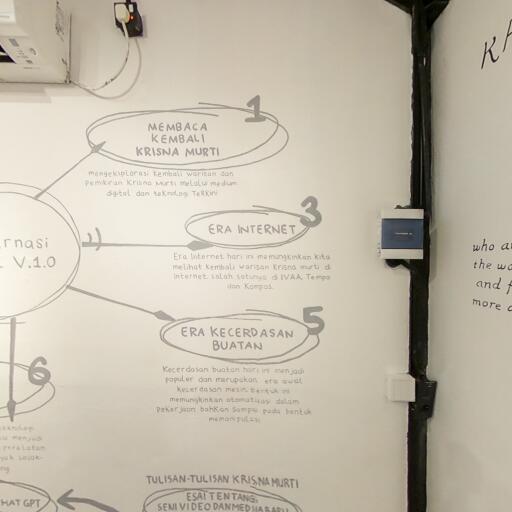 1
MEMBACA
KEMBALI
KRISNA MURTI
mengeksplorasi kembali warisan dan
pemikiran Krisna Murti melalui medium
digital dan teknologi Terkini
3
ERA INTERNET
Era Internet hari ini memungkinkan kita
melihat kembali warisan Krisna murti di
Internet. salah satunya di IVAA, Tempo
dan Kompas.
rnasi
V.1.0
5
ERA KECERDASAN
BUATAN
Kecerdasan buatan hari ini menjadi
populer dan merupakan era awal
kecerdasan mesin. bentuk ini
memungkinkan otomatisasi dalam
Pekerjaan bahkan sampai pada bentuk
memanipulasi
6
menjadi
HAT GPT
TULISAN-TULISAN KRISNA MURTI
ESAI TENTANG
SENI VIDEO DAN MEDIA BARU
K
who a
the wo
and f
more a